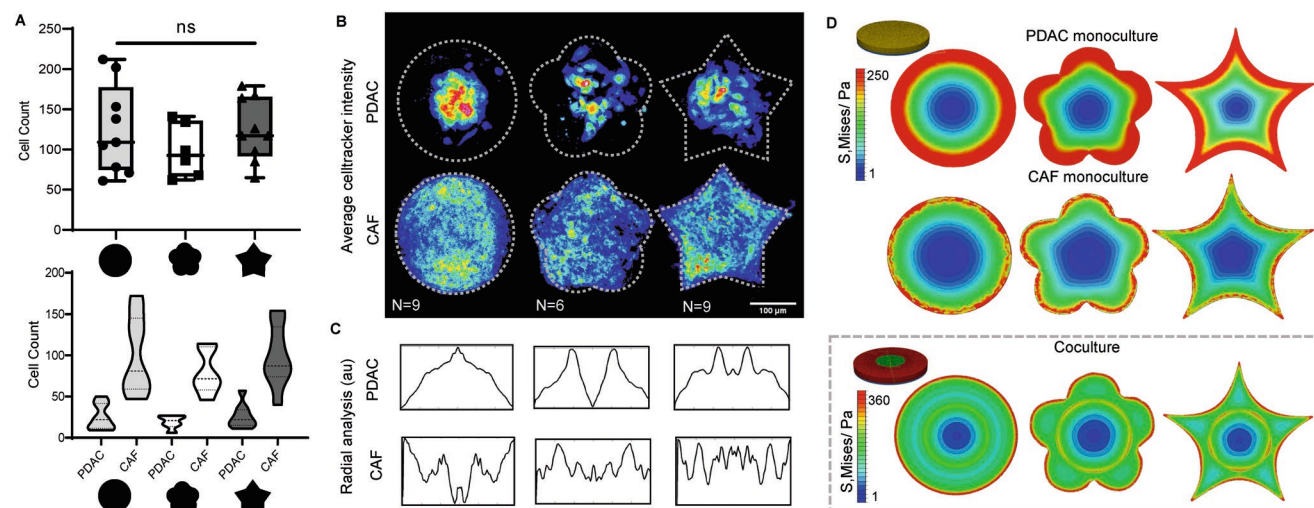 A
ns
250
200
150
100
50
0
Cell Count
200
150
100
50
0
Cell Count
PDAC
CAF
PDAC
CAF
PDAC
CAF
B
Average celltracker intensity
PDAC
CAF
N=9
N=6
N=9
100 µm
C
Radial analysis (au)
PDAC
CAF
D
PDAC monoculture
250
S,Mises/ Pa
1
CAF monoculture
Coculture
360
S,Mises/ Pa
1